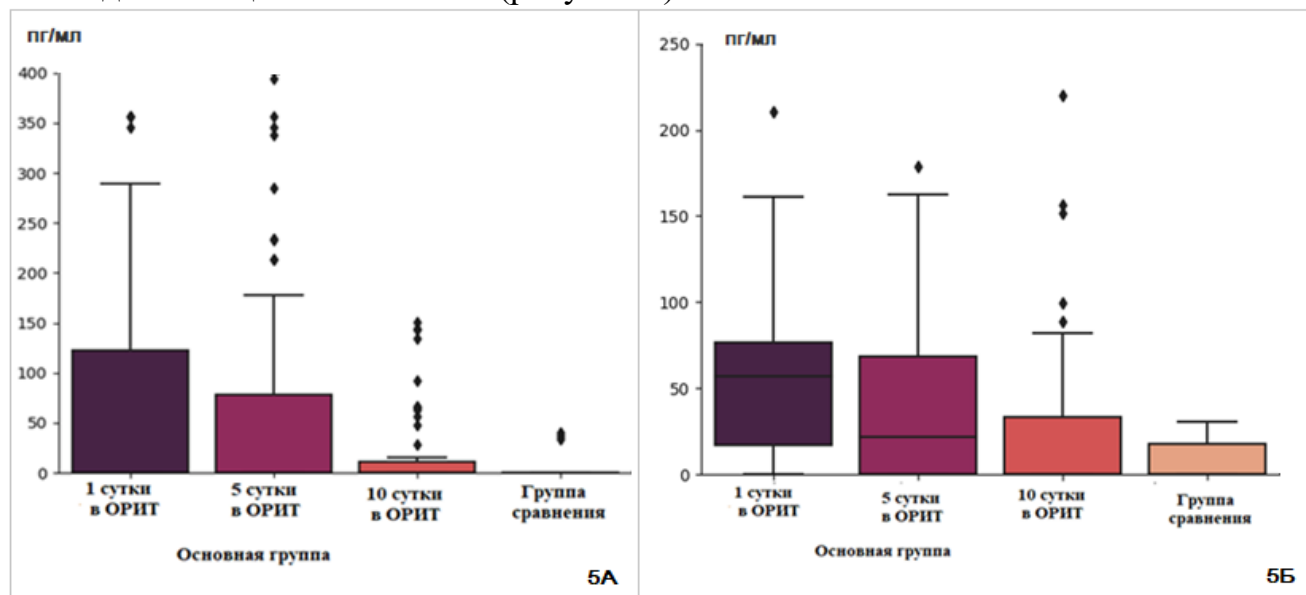 пг/мл
400
350
300
250
200
150
100
50
0
1 сутки
в ОРИТ
5 сутки
в ОРИТ
10 сутки
в ОРИТ
Группа
сравнения
Основная группа
5А
пг/мл
250
200
150
100
50
0
1 сутки
в ОРИТ
5 сутки
в ОРИТ
10 сутки
в ОРИТ
Группа
сравнения
Основная группа
5Б